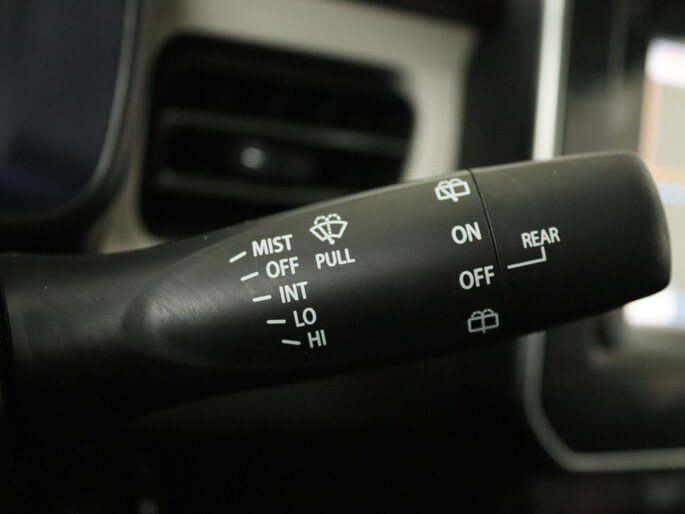 MIST
OFF
INT
LO
HI
PULL
ON
OFF
REAR